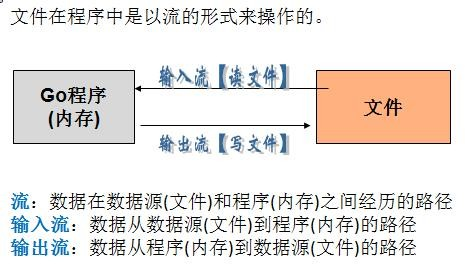 文件在程序中是以流的形式来操作的。
输入流【读文件】
Go程序
(内存)
文件
输出流【写文件】
流：数据在数据源(文件)和程序(内存)之间经历的路径
输入流：数据从数据源(文件)到程序(内存)的路径
输出流：数据从程序(内存)到数据源(文件)的路径